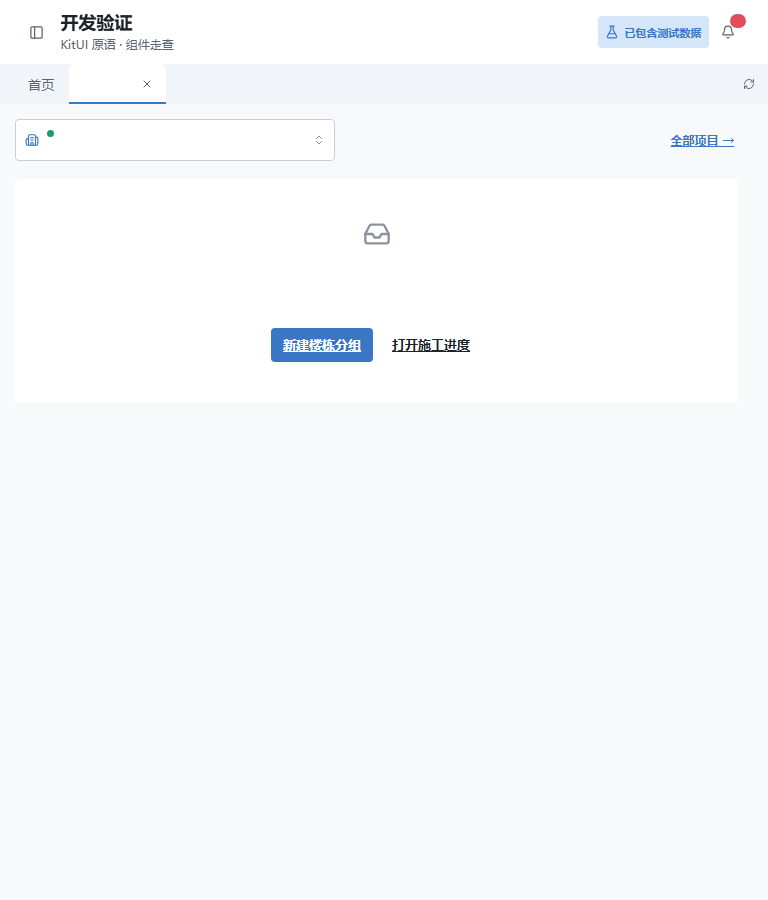 开发验证
KitUI 原语 · 组件走查
已包含测试数据
首页
全部项目 →
新建楼栋分组
打开施工进度